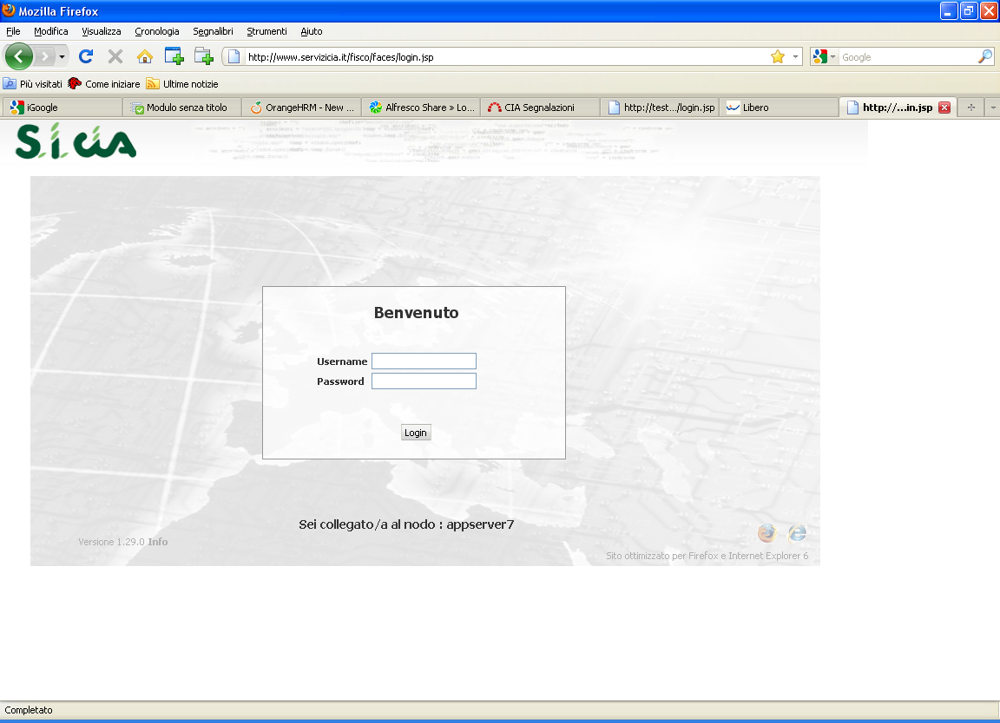 Mozilla Firefox
File Modifica Visualizza Cronologia Segnalibri Strumenti Aiuto
http://www.servizicia.it/fisco/faces/login.jsp Google
Più visitati Come iniziare Ultime notizie
iGoogle Modulo senza titolo OrangeHRM - New ... Alfresco Share » Lo... CIA Segnalazioni http://test.../login.jsp Libero http://...in.jsp
S.i.cia
Benvenuto
Username
Password
Login
Sei collegato/a al nodo : appserver7
Versione 1.29.0 Info
Sito ottimizzato per Firefox e Internet Explorer 6
Completato